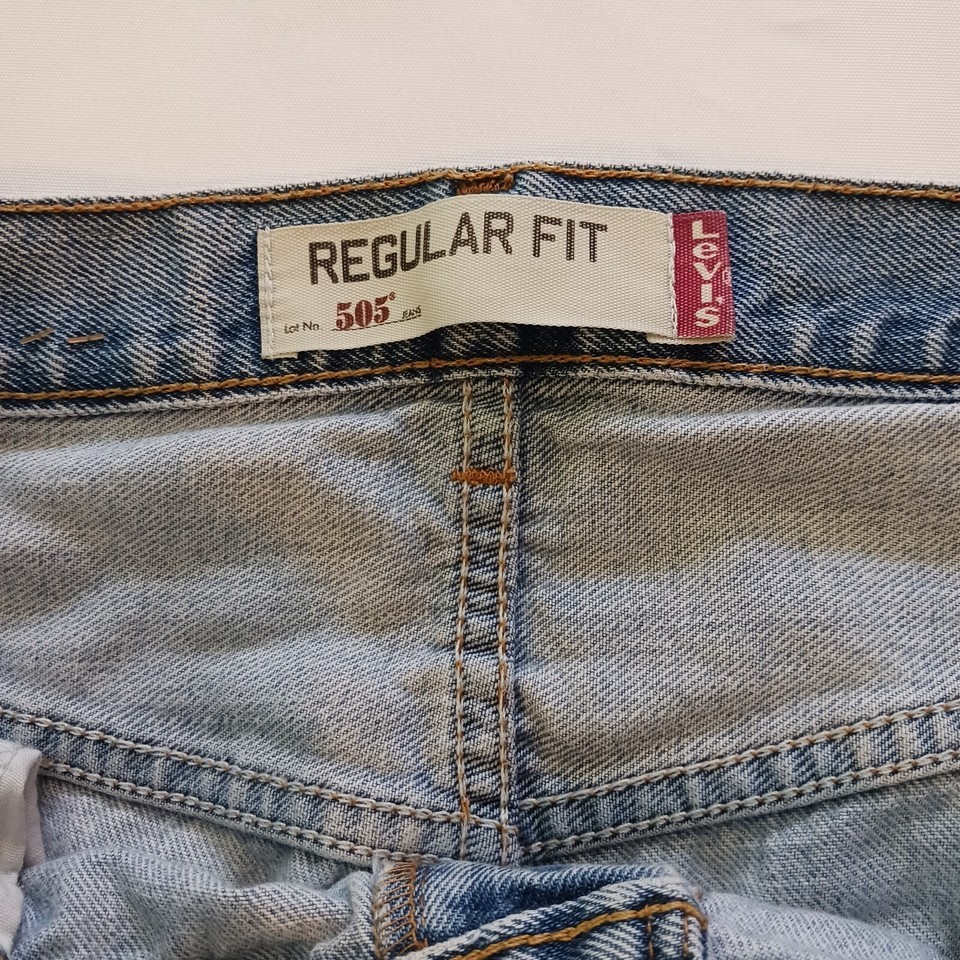 REGULAR FIT
Lot No. 505® JEANS
Levi's